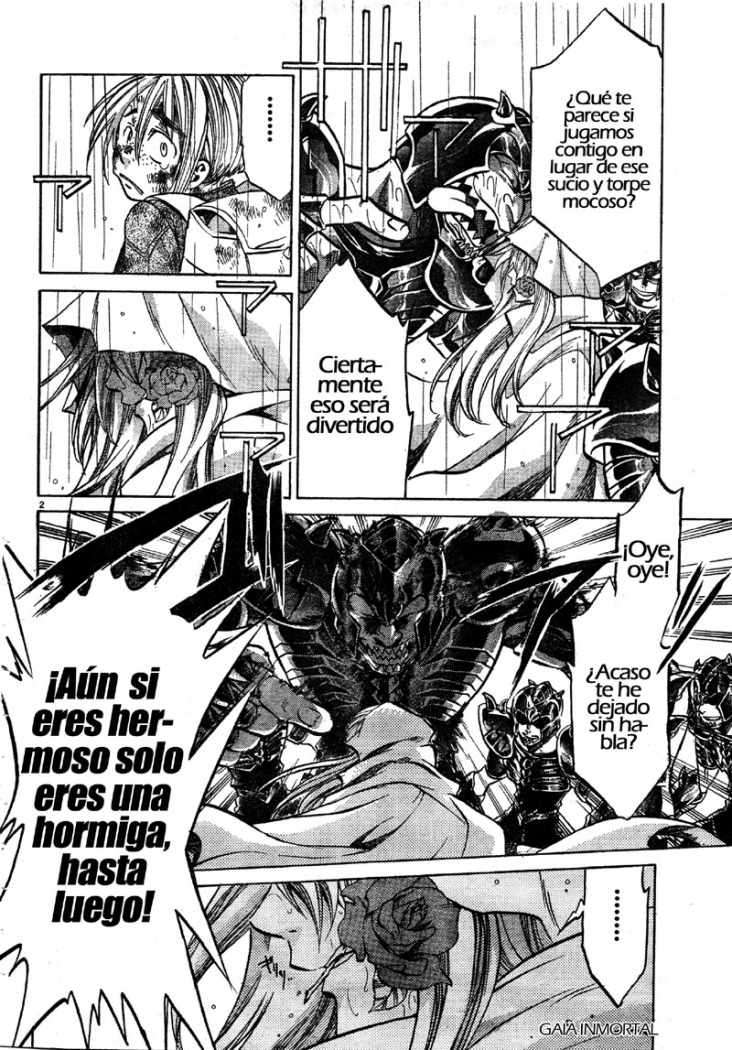 ¿Qué te
parece si
jugamos
contigo en
lugar de ese
sucio y torpe
mocoso?
.......
Cierta-
mente
eso será
divertido
2
¡Oye,
oye!
¿Acaso
te he
dejado
sin ha-
bla?
¡Aún si
eres her-
moso solo
eres una
hormiga,
hasta
luego!
.......
GAIA INMORTAL